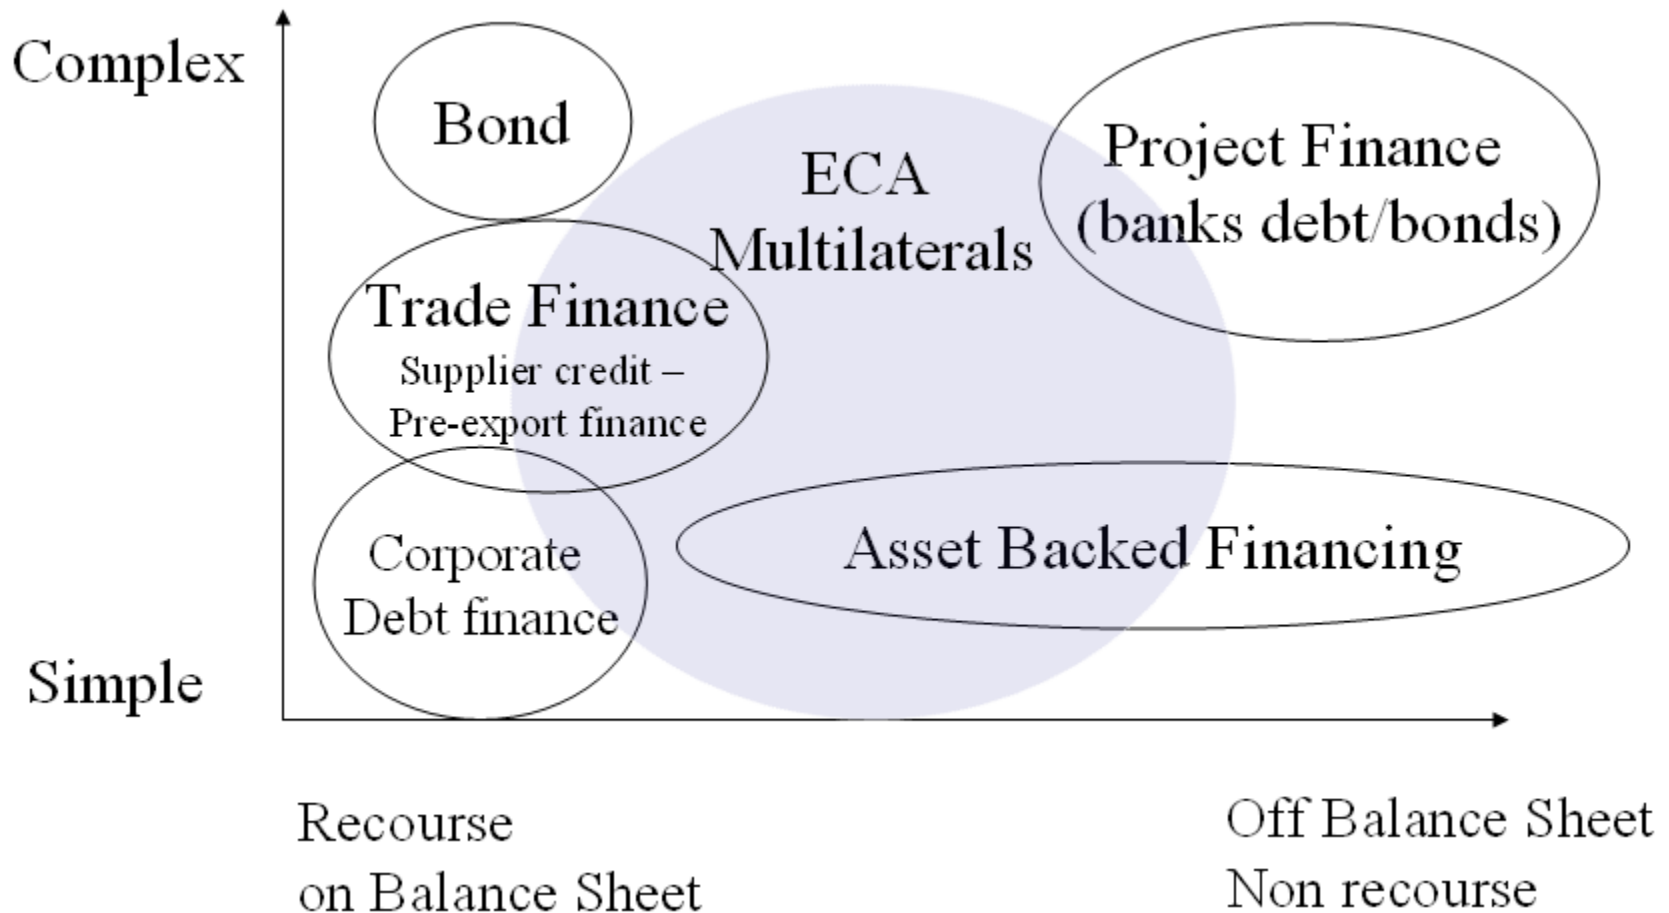 Complex
Bond
ECA
Multilaterals
Project Finance
(banks debt/bonds)
Trade Finance
Supplier credit –
Pre-export finance
Corporate
Debt finance
Asset Backed Financing
Simple
Recourse
on Balance Sheet
Off Balance Sheet
Non recourse